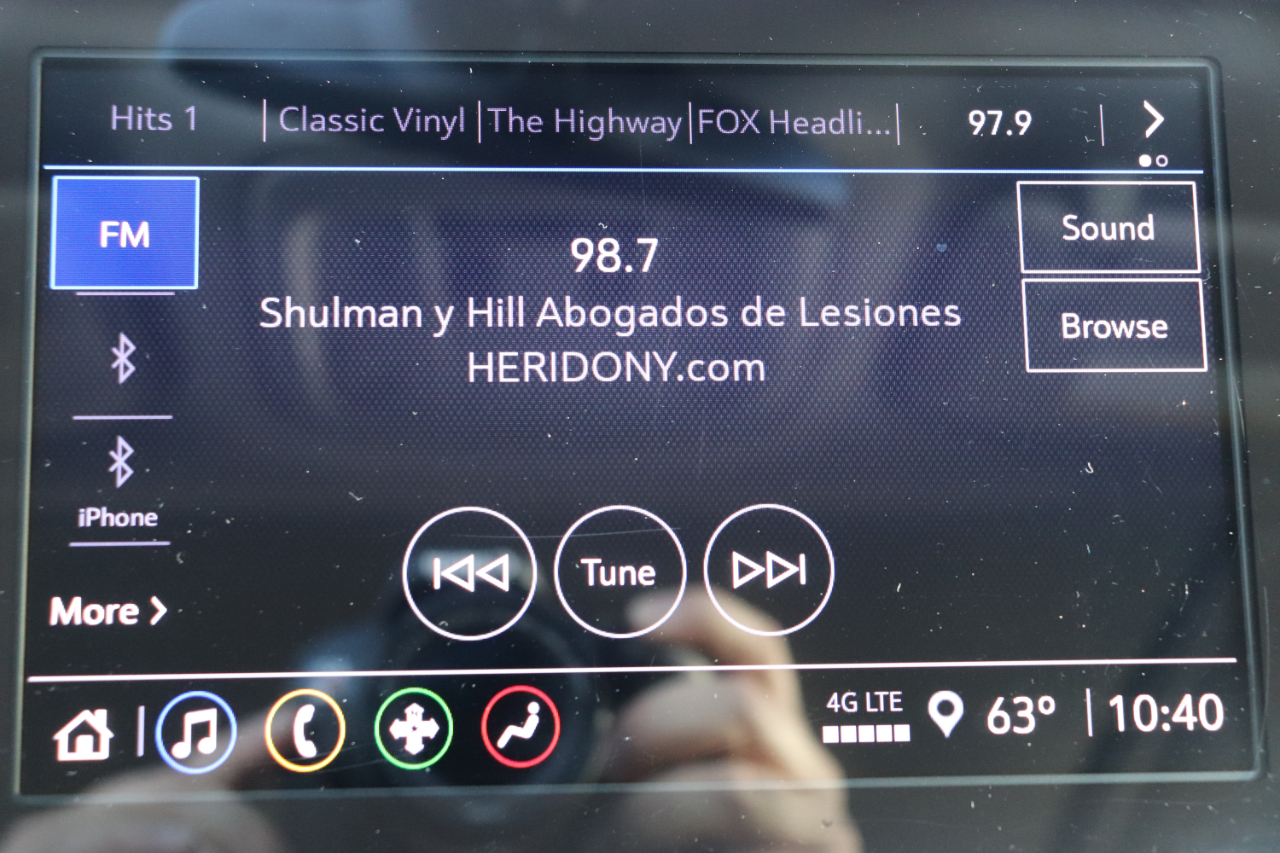 Hits 1 Classic Vinyl The Highway FOX Headli... 97.9
FM
98.7
Sound
Shulman y Hill Abogados de Lesiones
Browse
HERIDONY.com
iPhone
Tune
More
4G LTE
63° 10:40